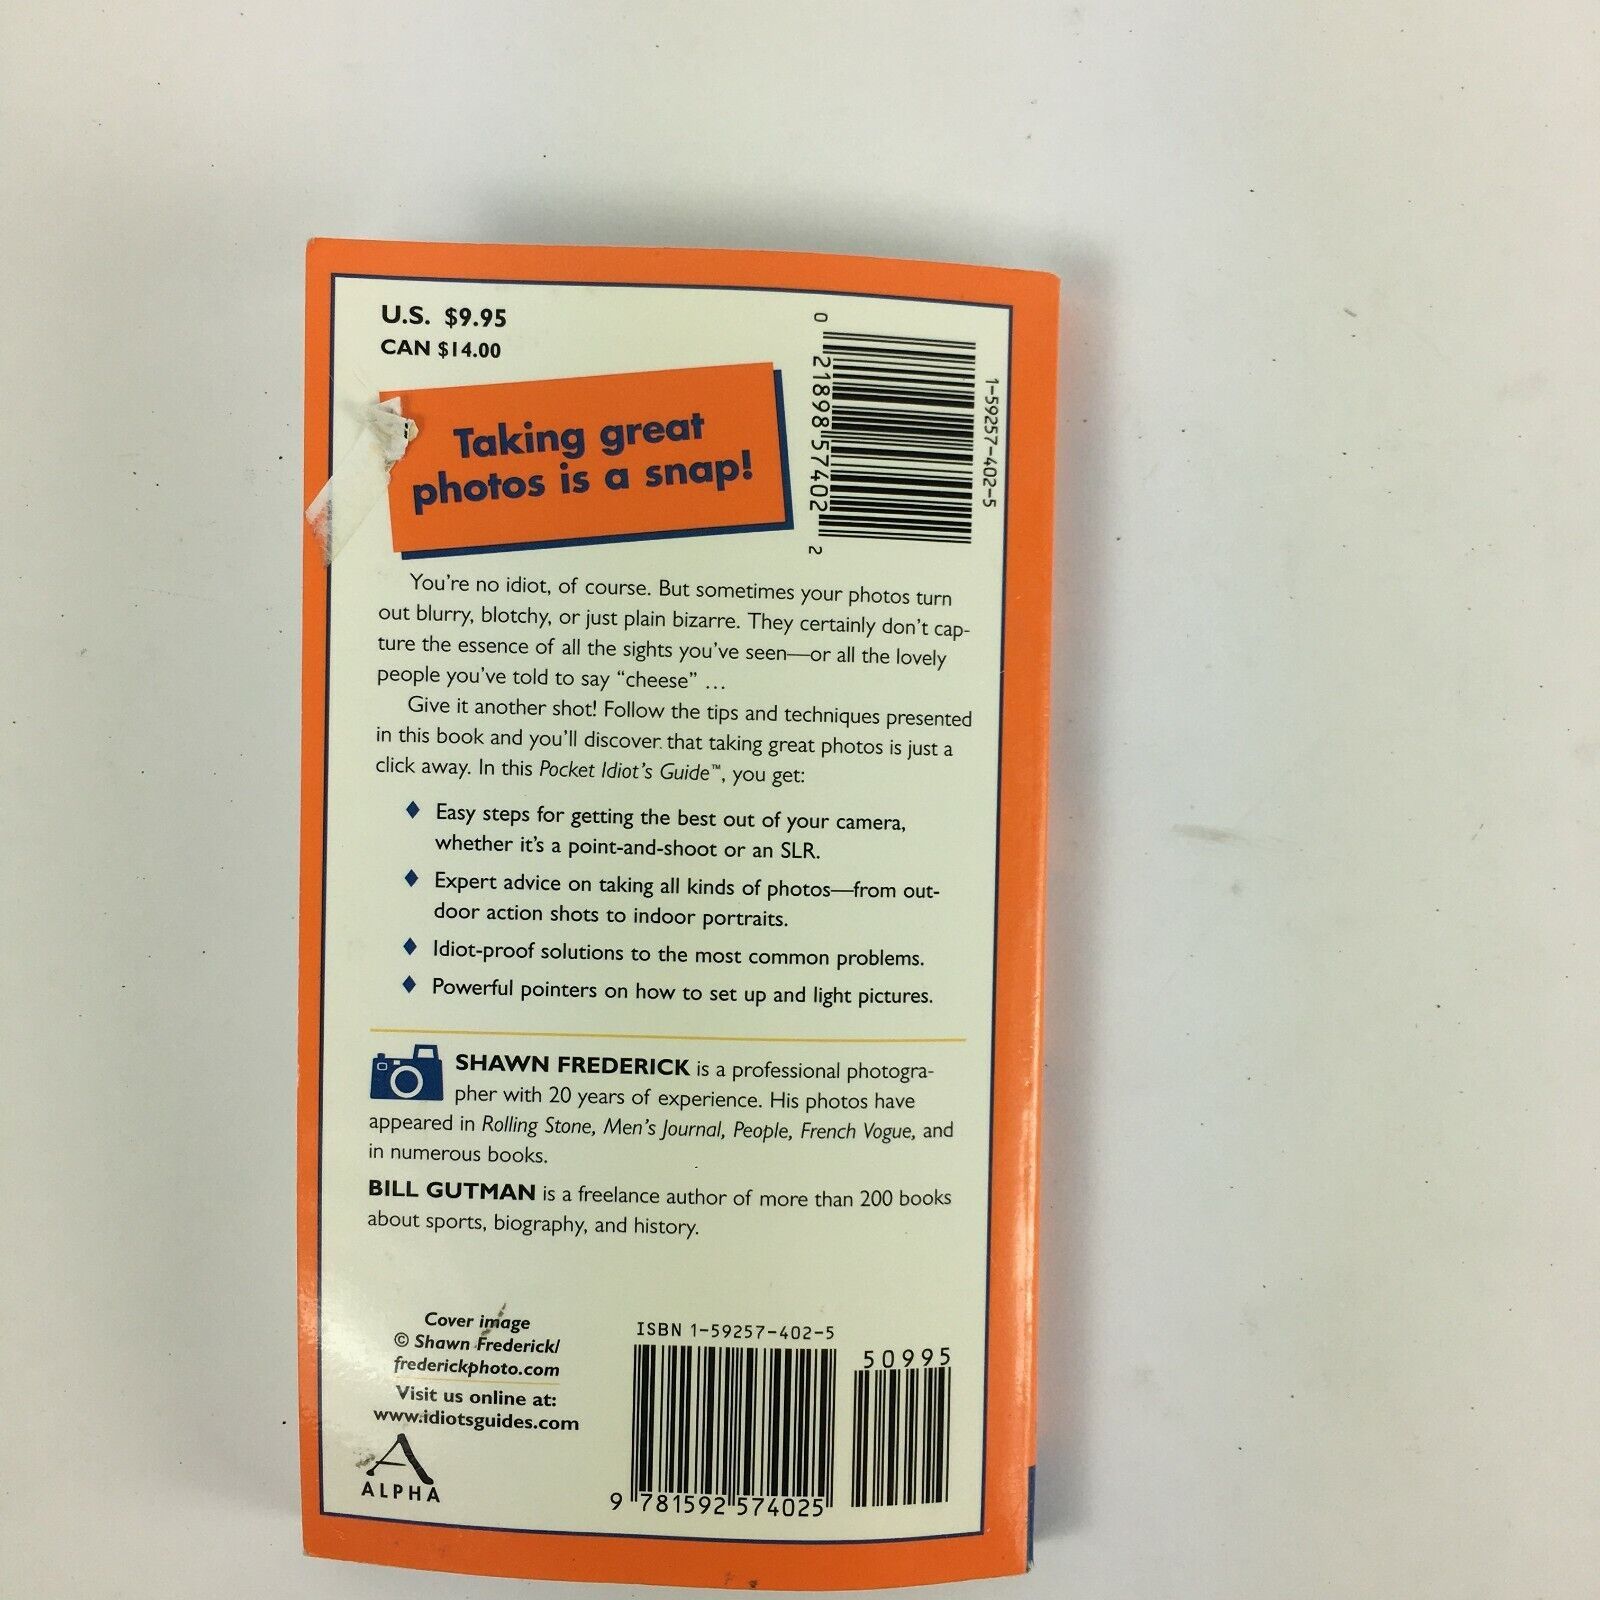 U.S. $9.95
CAN $14.00
Taking great
photos is a snap!
0
21898 57402
2
1-59257-402-5
You're no idiot, of course. But sometimes your photos turn
out blurry, blotchy, or just plain bizarre. They certainly don't cap-
ture the essence of all the sights you've seen—or all the lovely
people you've told to say “cheese” …
Give it another shot! Follow the tips and techniques presented
in this book and you'll discover that taking great photos is just a
click away. In this Pocket Idiot's Guide™, you get:
♦ Easy steps for getting the best out of your camera,
whether it's a point-and-shoot or an SLR.
♦ Expert advice on taking all kinds of photos—from out-
door action shots to indoor portraits.
♦ Idiot-proof solutions to the most common problems.
♦ Powerful pointers on how to set up and light pictures.
SHAWN FREDERICK is a professional photogra-
pher with 20 years of experience. His photos have
appeared in Rolling Stone, Men's Journal, People, French Vogue, and
in numerous books.
BILL GUTMAN is a freelance author of more than 200 books
about sports, biography, and history.
Cover image
© Shawn Frederick/
frederickphoto.com
Visit us online at:
www.idiotsguides.com
ALPHA
ISBN 1-59257-402-5
50995
9 781592 574025